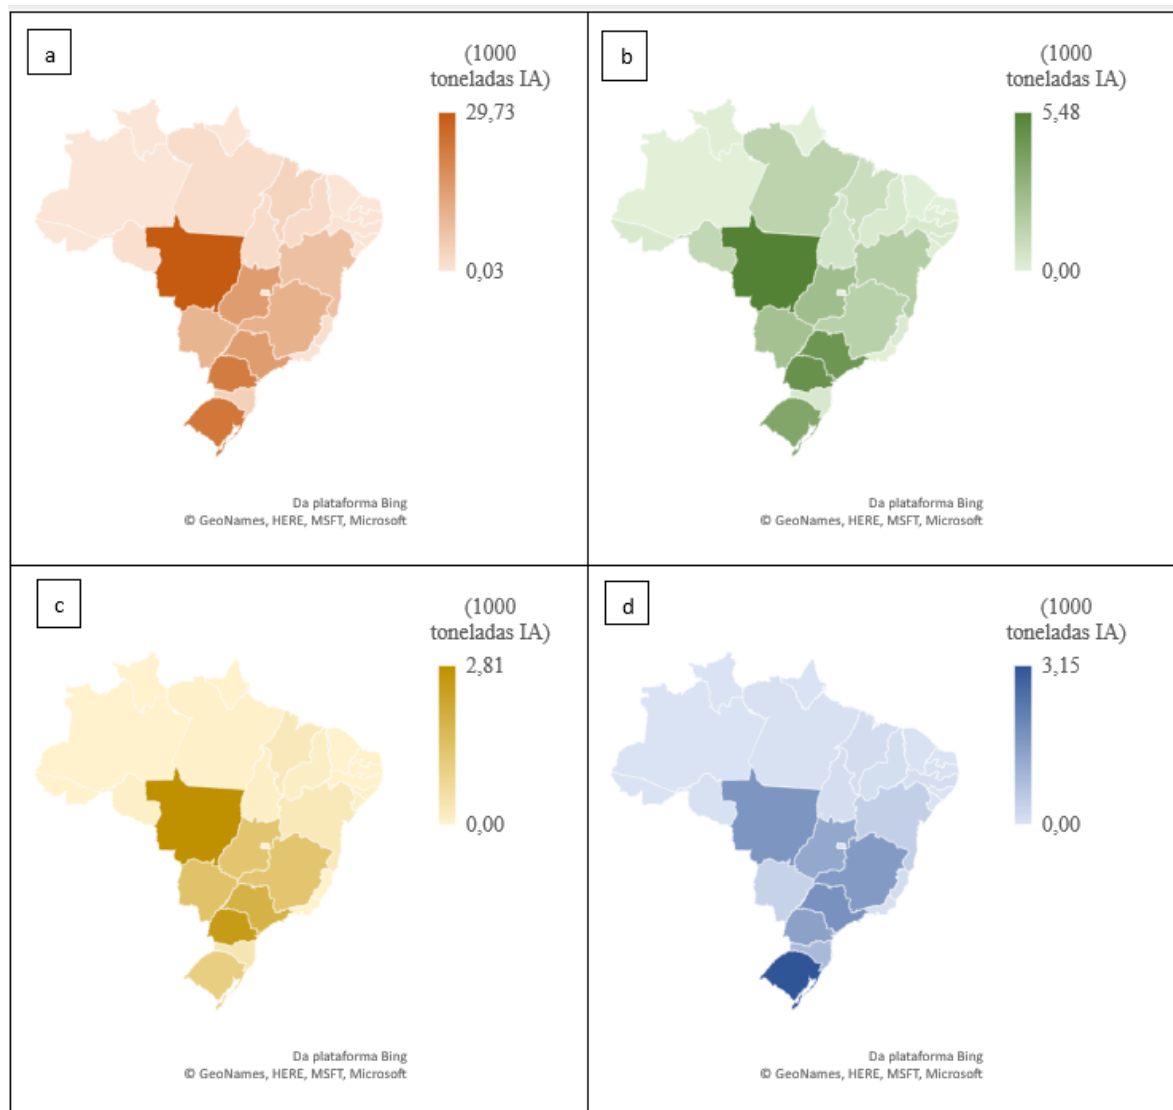 a
(1000
toneladas IA)
29,73
0,03
Da plataforma Bing
© GeoNames, HERE, MSFT, Microsoft
b
(1000
toneladas IA)
5,48
0,00
Da plataforma Bing
© GeoNames, HERE, MSFT, Microsoft
c
(1000
toneladas IA)
2,81
0,00
Da plataforma Bing
© GeoNames, HERE, MSFT, Microsoft
d
(1000
toneladas IA)
3,15
0,00
Da plataforma Bing
© GeoNames, HERE, MSFT, Microsoft